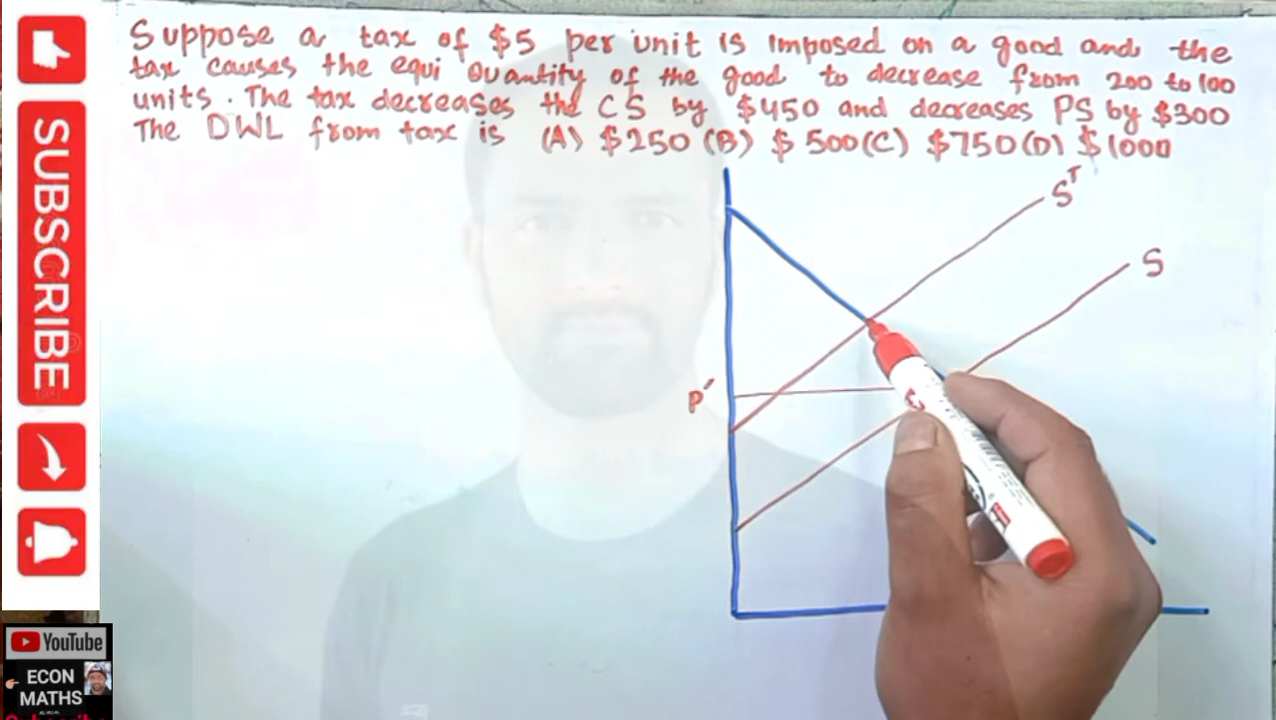 Suppose a tax of $5 per unit is imposed on a good and the
tax causes the equi Quantity of the good to decrease from 200 to 100
units. The tax decreases the CS by $450 and decreases PS by $300
The DWL from tax is (A) $250 (B) $500 (C) $750 (D) $1000
S^T
S
P'
SUBSCRIBE
YouTube
ECON
MATHS
Subscribe